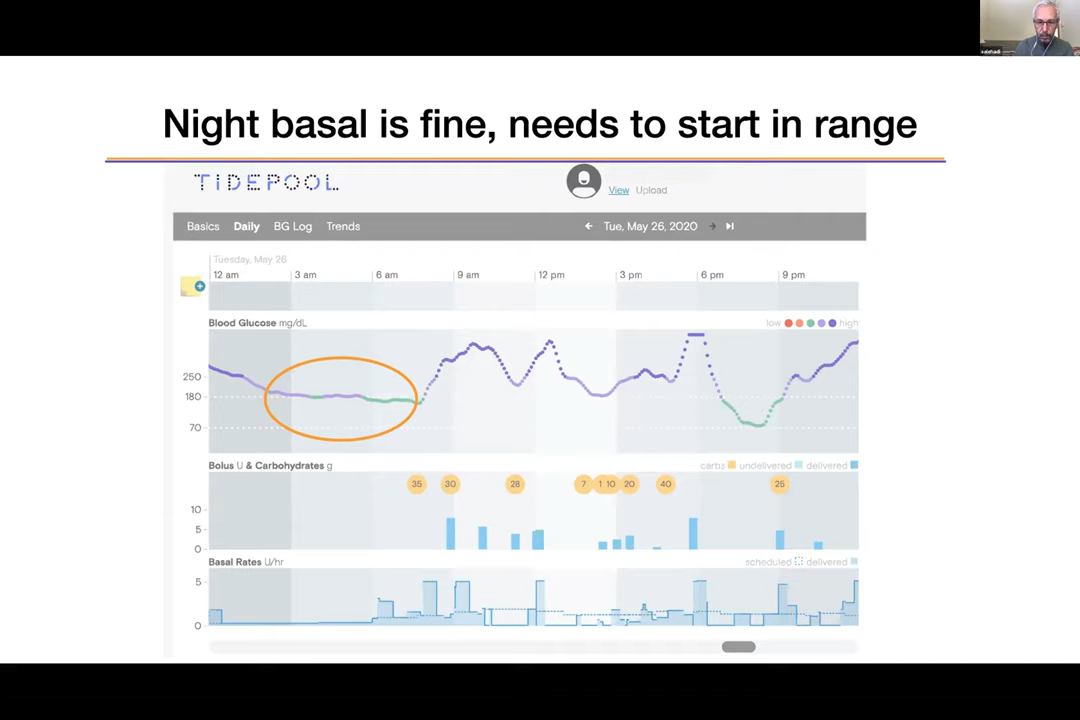 Night basal is fine, needs to start in range
TIDEPOOL
View Upload
Basics Daily BG Log Trends
Tue, May 26, 2020
Tuesday, May 26
12 am 3 am 6 am 9 am 12 pm 3 pm 6 pm 9 pm
Blood Glucose mg/dL
low high
250
180
70
Bolus U & Carbohydrates g
carbs undelivered delivered
35 30 28 7 1 10 20 40 25
10
5
0
Basal Rates U/hr
scheduled delivered
5
0